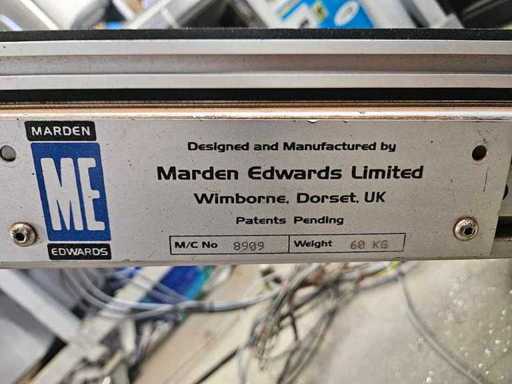 MARDEN
ME
EDWARDS
Designed and Manufactured by
Marden Edwards Limited
Wimborne, Dorset, UK
Patents Pending
M/C No 8909 Weight 60 KG